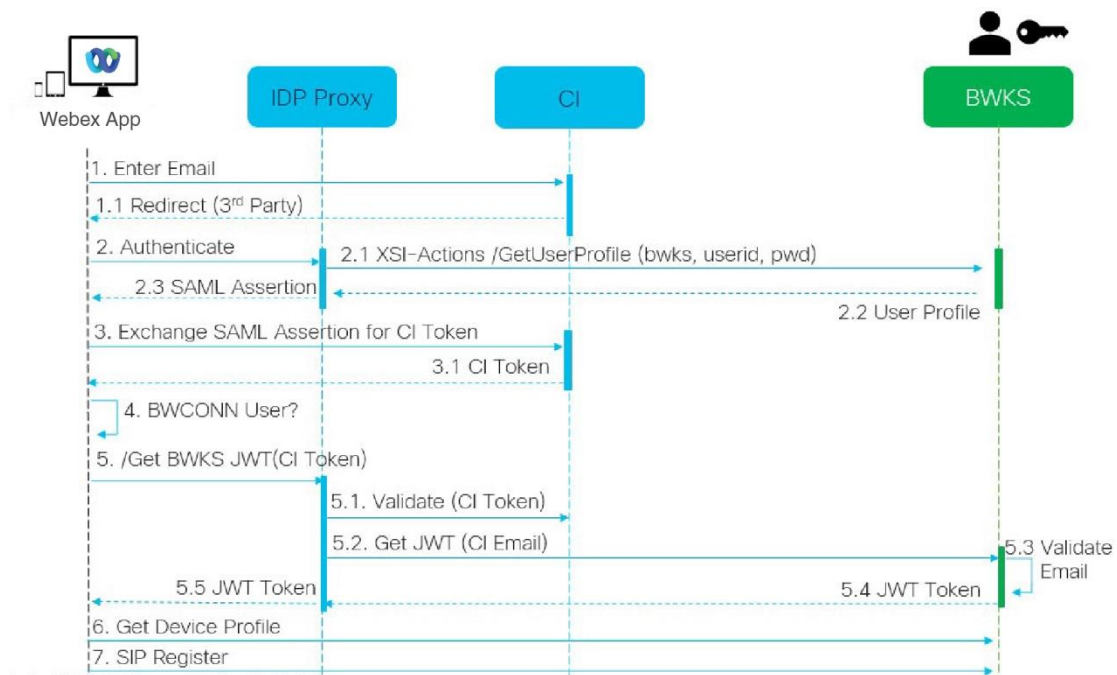 Webex App
IDP Proxy
CI
BWKS
1. Enter Email
1.1 Redirect (3rd Party)
2. Authenticate
2.1 XSI-Actions /GetUserProfile (bwks, userid, pwd)
2.3 SAML Assertion
2.2 User Profile
3. Exchange SAML Assertion for CI Token
3.1 CI Token
4. BWCONN User?
5. /Get BWKS JWT(CI Token)
5.1. Validate (CI Token)
5.2. Get JWT (CI Email)
5.3 Validate
Email
5.5 JWT Token
5.4 JWT Token
6. Get Device Profile
7. SIP Register